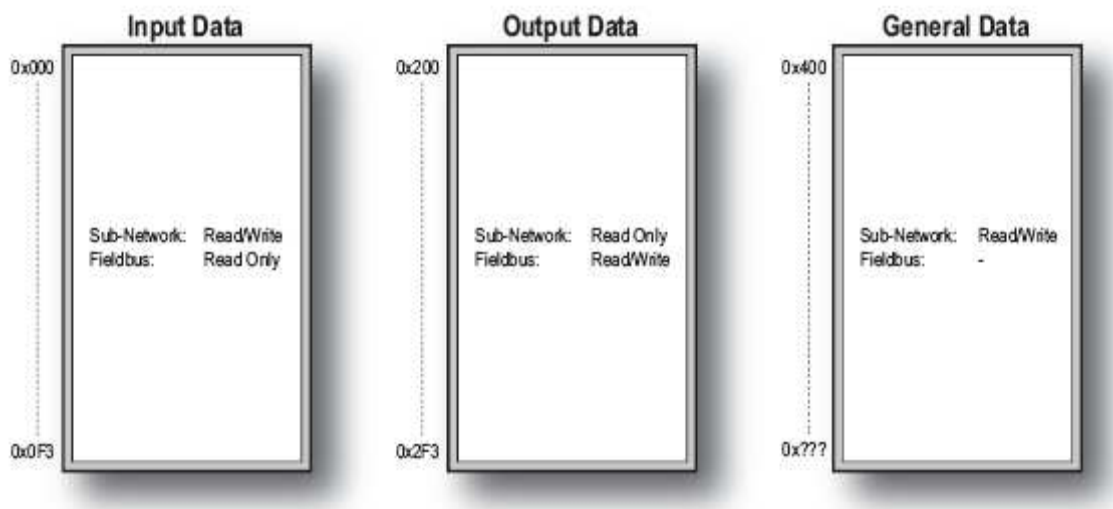 Input Data
0x000
Sub-Network: Read/Write
Fieldbus: Read Only
0x0F3
Output Data
0x200
Sub-Network: Read Only
Fieldbus: Read/Write
0x2F3
General Data
0x400
Sub-Network: Read/Write
Fieldbus: -
0x???